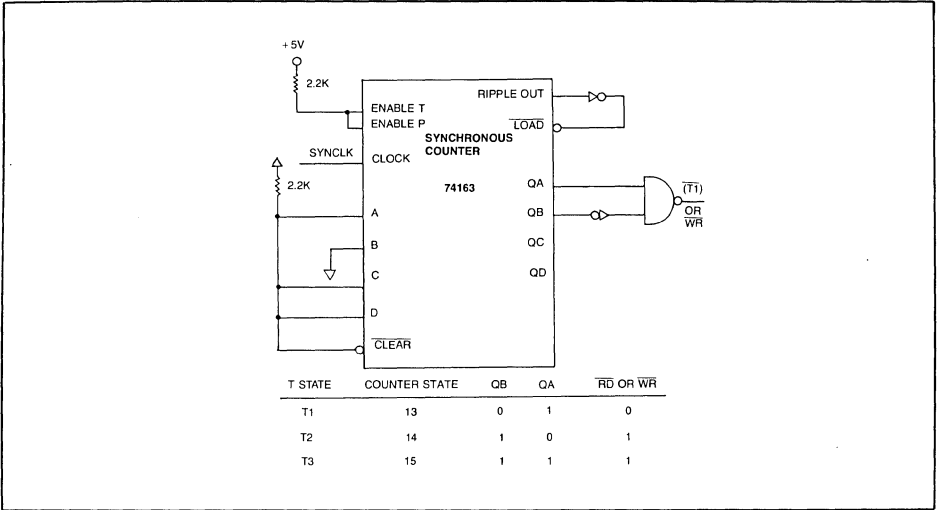 +5V
2.2K
RIPPLE OUT
ENABLE T
ENABLE P
LOAD
SYNCHRONOUS
COUNTER
SYNCLK
CLOCK
74163
2.2K
QA
(T1)
A
OR
QB
WR
B
QC
C
QD
D
CLEAR
T STATE COUNTER STATE QB QA RD OR WR
T1 13 0 1 0
T2 14 1 0 1
T3 15 1 1 1